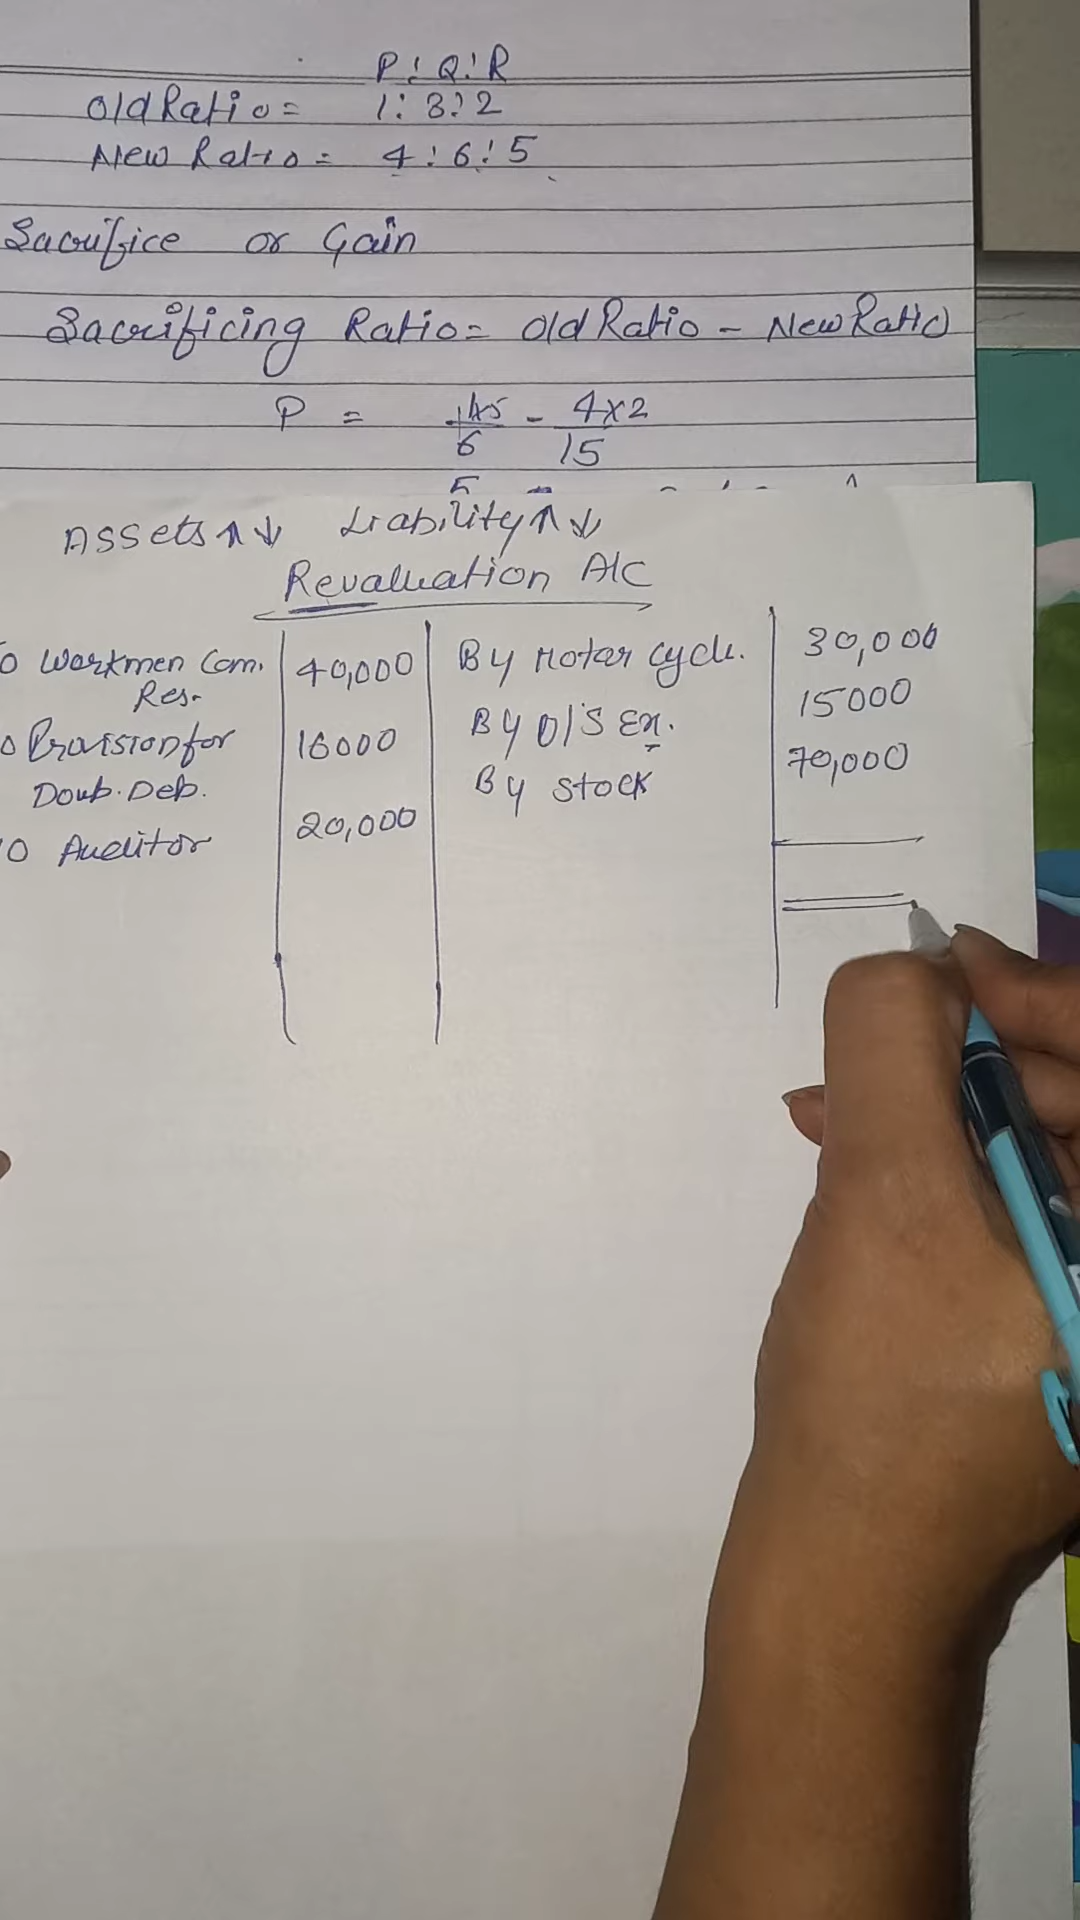 P : Q : R
Old Ratio = 1 : 3 : 2
New Ratio = 4 : 6 : 5
Sacrifice or Gain
Sacrificing Ratio = Old Ratio - New Ratio
P = 1x5/6 - 4x2/15
Assets ↑↓ Liability ↑↓
Revaluation A/C
o Workmen Com. Res. 40,000 By Motor cycle. 30,000
o Provision for Doub. Deb. 16000 By O/S Ex. 15000
o Auditor 20,000 By Stock 70,000